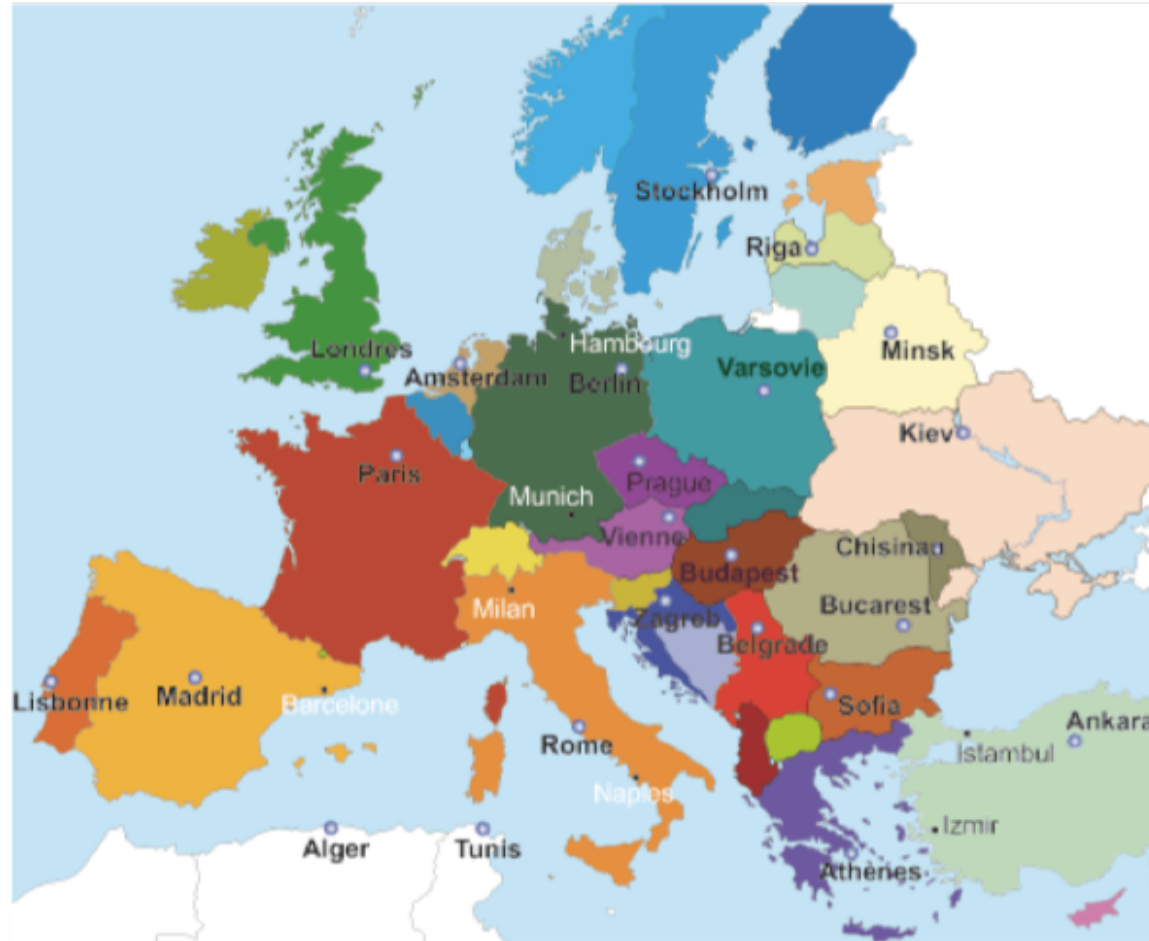 Stockholm
Riga
Londres
Hambourg
Minsk
Amsterdam
Berlin
Varsovie
Kiev
Paris
Prague
Munich
Vienne
Chisinau
Budapest
Milan
Zagreb
Bucarest
Belgrade
Lisbonne
Madrid
Barcelone
Sofia
Ankara
Rome
Istambul
Naples
Izmir
Alger
Tunis
Athènes